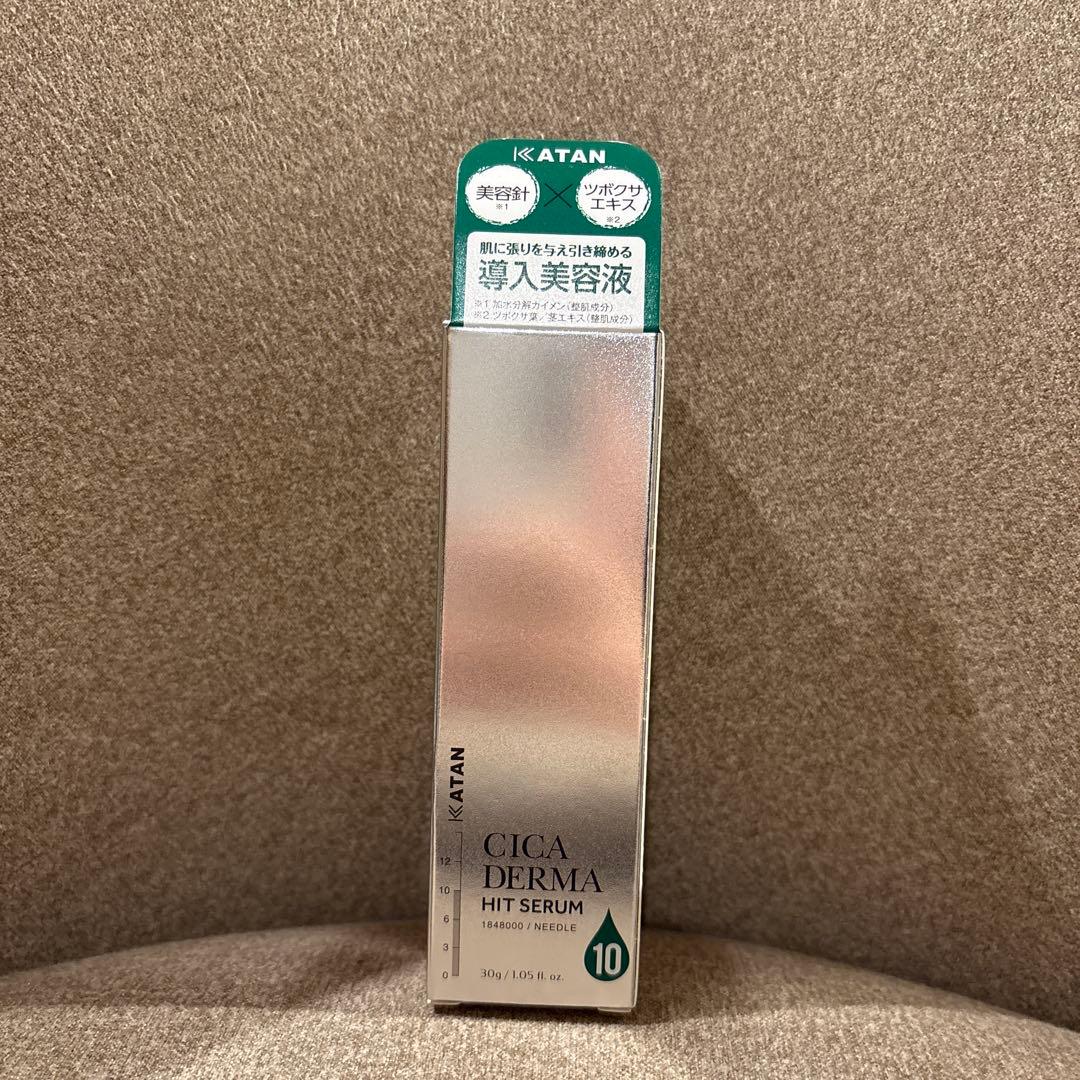 KATAN
美容針
※1
×
ツボクサ
エキス
※2
肌に張りを与え引き締める
導入美容液
※1 加水分解カイメン(整肌成分)
※2 ツボクサ葉/茎エキス(整肌成分)
KATAN
CICA
DERMA
HIT SERUM
1848000 / NEEDLE
30g / 1.05 fl. oz.
12
10
6
3
0
10